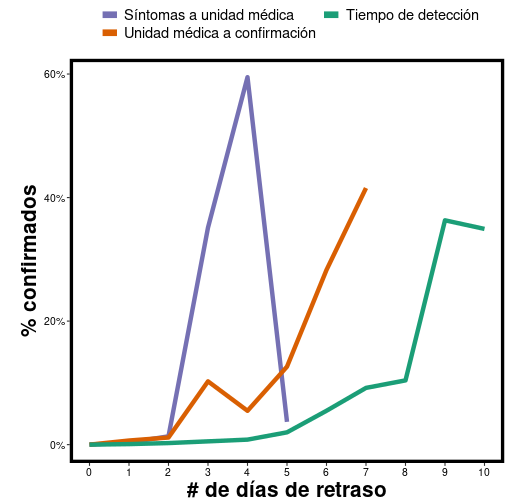 Síntomas a unidad médica
Tiempo de detección
Unidad médica a confirmación
60%
40%
20%
0%
% confirmados
0 1 2 3 4 5 6 7 8 9 10
# de días de retraso